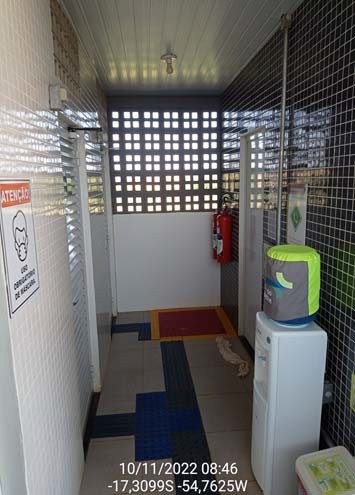 ATENÇÃO
USO
OBRIGATÓRIO
DE MÁSCARA
10/11/2022 08:46
-17,3099S -54,7625W